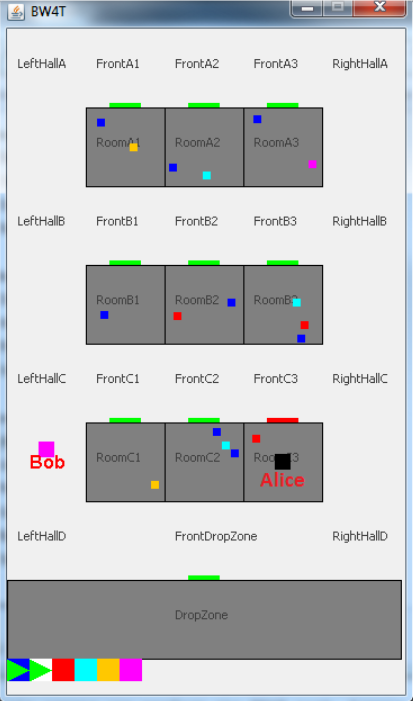 BW4T
LeftHallA FrontA1 FrontA2 FrontA3 RightHallA
RoomA1 RoomA2 RoomA3
LeftHallB FrontB1 FrontB2 FrontB3 RightHallB
RoomB1 RoomB2 RoomB3
LeftHallC FrontC1 FrontC2 FrontC3 RightHallC
Bob
RoomC1 RoomC2
Alice
LeftHallD FrontDropZone RightHallD
DropZone